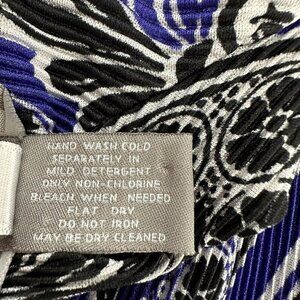 HAND WASH COLD
SEPARATELY IN
MILD DETERGENT
ONLY NON-CHLORINE
BLEACH WHEN NEEDED
FLAT DRY
DO NOT IRON
MAY BE DRY CLEANED